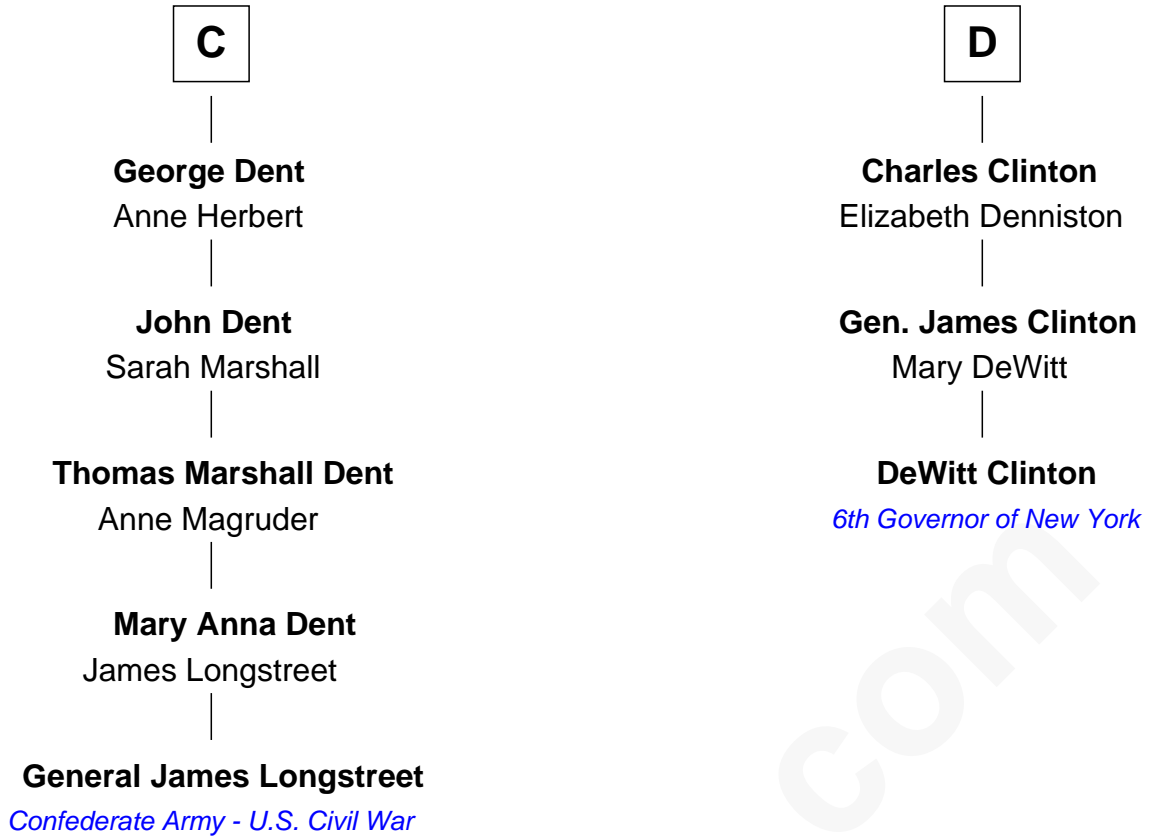 C
George Dent
Anne Herbert
John Dent
Sarah Marshall
Thomas Marshall Dent
Anne Magruder
Mary Anna Dent
James Longstreet
General James Longstreet
Confederate Army - U.S. Civil War
D
Charles Clinton
Elizabeth Denniston
Gen. James Clinton
Mary DeWitt
DeWitt Clinton
6th Governor of New York
com